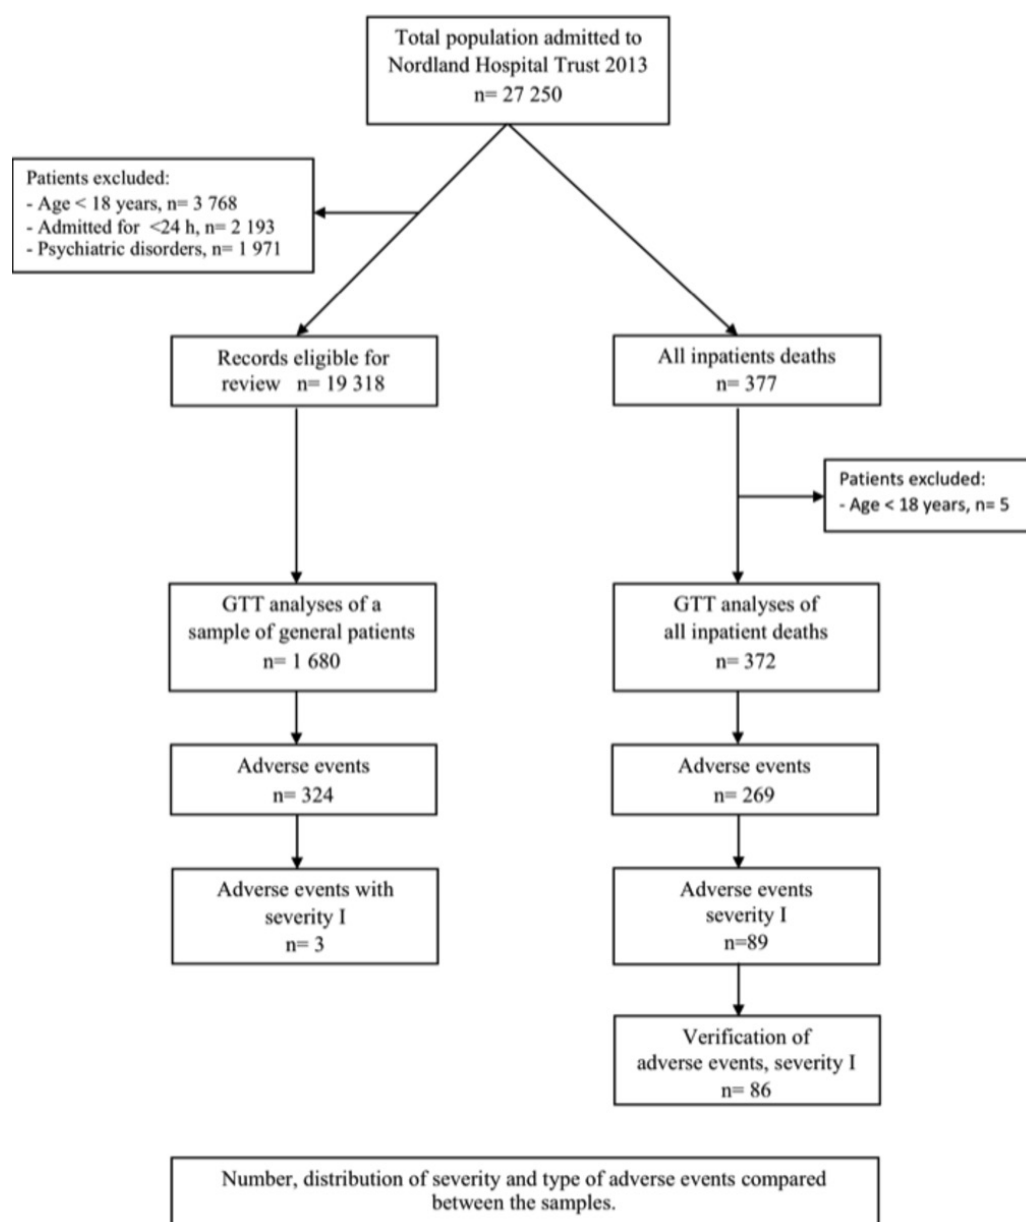 Total population admitted to
Nordland Hospital Trust 2013
n= 27 250
Patients excluded:
- Age < 18 years, n= 3 768
- Admitted for <24 h, n= 2 193
- Psychiatric disorders, n= 1 971
Records eligible for
review n= 19 318
All inpatients deaths
n= 377
Patients excluded:
- Age < 18 years, n= 5
GTT analyses of a
sample of general patients
n= 1 680
GTT analyses of
all inpatient deaths
n= 372
Adverse events
n= 324
Adverse events
n= 269
Adverse events with
severity I
n= 3
Adverse events
severity I
n=89
Verification of
adverse events, severity I
n= 86
Number, distribution of severity and type of adverse events compared
between the samples.